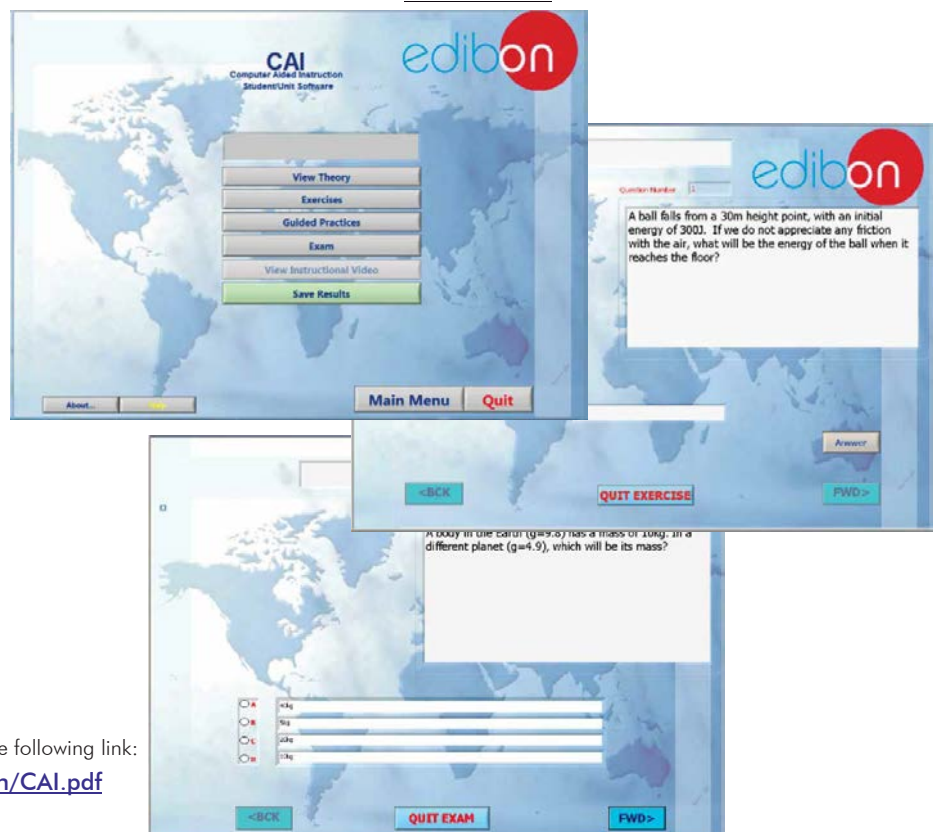 edibon
CAI
Computer Aided Instruction
Student/Unit Software
View Theory
Exercises
Guided Practices
Exam
View Instructional Video
Save Results
About...
Main Menu
Quit
edibon
Question Number 1
A ball falls from a 30m height point, with an initial
energy of 300J. If we do not appreciate any friction
with the air, what will be the energy of the ball when it
reaches the floor?
Answer
<BCK
QUIT EXERCISE
FWD>
A body in the Earth (g=9.8) has a mass of 10kg. In a
different planet (g=4.9), which will be its mass?
A
B 5kg
C 20kg
D 10kg
<BCK
QUIT EXAM
FWD>
e following link:
n/CAI.pdf